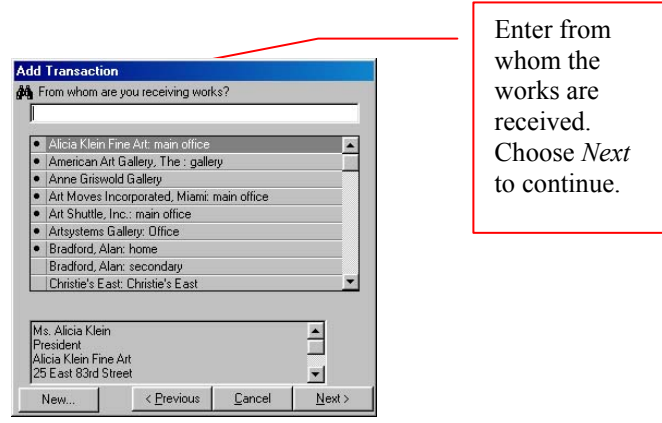 Add Transaction
From whom are you receiving works?
Alicia Klein Fine Art: main office
American Art Gallery, The : gallery
Anne Griswold Gallery
Art Moves Incorporated, Miami: main office
Art Shuttle, Inc.: main office
Artsystems Gallery: Office
Bradford, Alan: home
Bradford, Alan: secondary
Christie's East: Christie's East
Ms. Alicia Klein
President
Alicia Klein Fine Art
25 East 83rd Street
New...
< Previous
Cancel
Next >
Enter from
whom the
works are
received.
Choose Next
to continue.